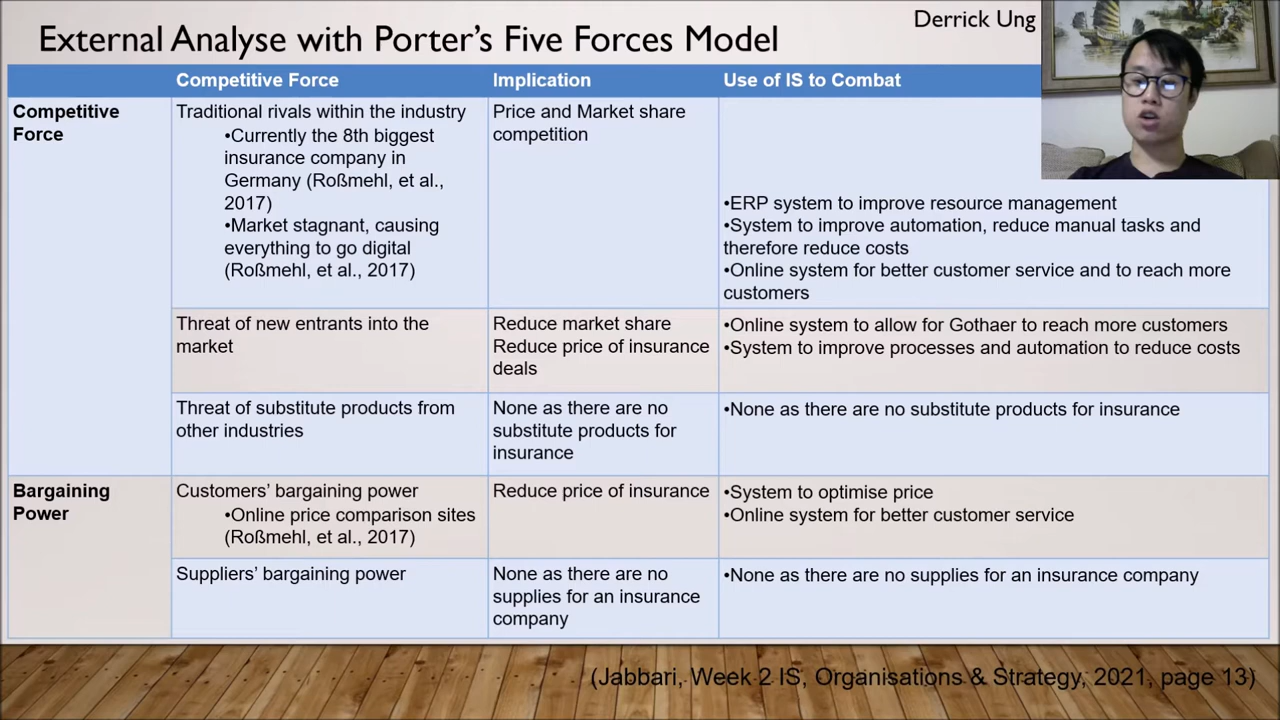 Derrick Ung
External Analyse with Porter's Five Forces Model
Competitive Force
Implication
Use of IS to Combat
Competitive
Force
Traditional rivals within the industry
•Currently the 8th biggest
insurance company in
Germany (Roßmehl, et al.,
2017)
•Market stagnant, causing
everything to go digital
(Roßmehl, et al., 2017)
Price and Market share
competition
•ERP system to improve resource management
•System to improve automation, reduce manual tasks and
therefore reduce costs
•Online system for better customer service and to reach more
customers
Threat of new entrants into the
market
Reduce market share
Reduce price of insurance
deals
•Online system to allow for Gothaer to reach more customers
•System to improve processes and automation to reduce costs
Threat of substitute products from
other industries
None as there are no
substitute products for
insurance
•None as there are no substitute products for insurance
Bargaining
Power
Customers' bargaining power
•Online price comparison sites
(Roßmehl, et al., 2017)
Reduce price of insurance
•System to optimise price
•Online system for better customer service
Suppliers' bargaining power
None as there are no
supplies for an insurance
company
•None as there are no supplies for an insurance company
(Jabbari, Week 2 IS, Organisations & Strategy, 2021, page 13)